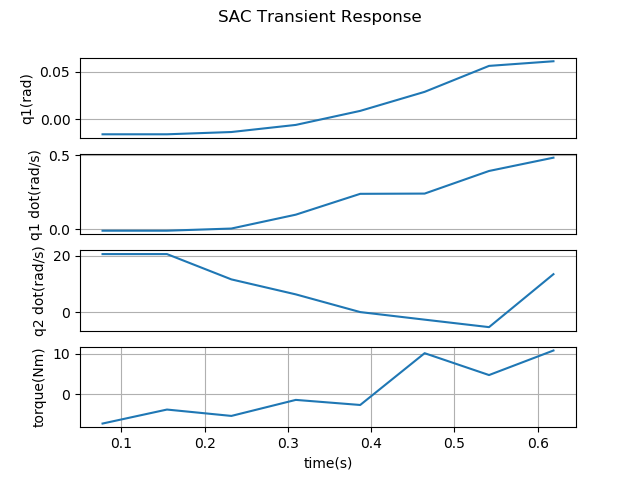 SAC Transient Response
q1(rad)
0.05
0.00
q1 dot(rad/s)
0.5
0.0
q2 dot(rad/s)
20
0
torque(Nm)
10
0
0.1 0.2 0.3 0.4 0.5 0.6
time(s)